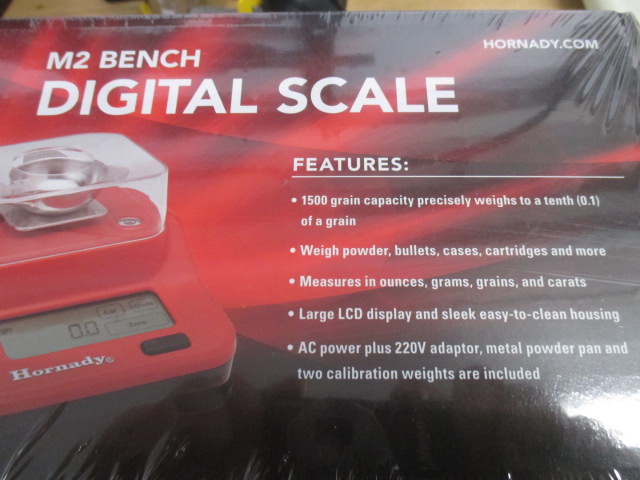 HORNADY.COM
M2 BENCH
DIGITAL SCALE
FEATURES:
• 1500 grain capacity precisely weighs to a tenth (0.1)
of a grain
• Weigh powder, bullets, cases, cartridges and more
• Measures in ounces, grams, grains, and carats
• Large LCD display and sleek easy-to-clean housing
• AC power plus 220V adaptor, metal powder pan and
two calibration weights are included
Cal
0.0
Zero
Hornady®